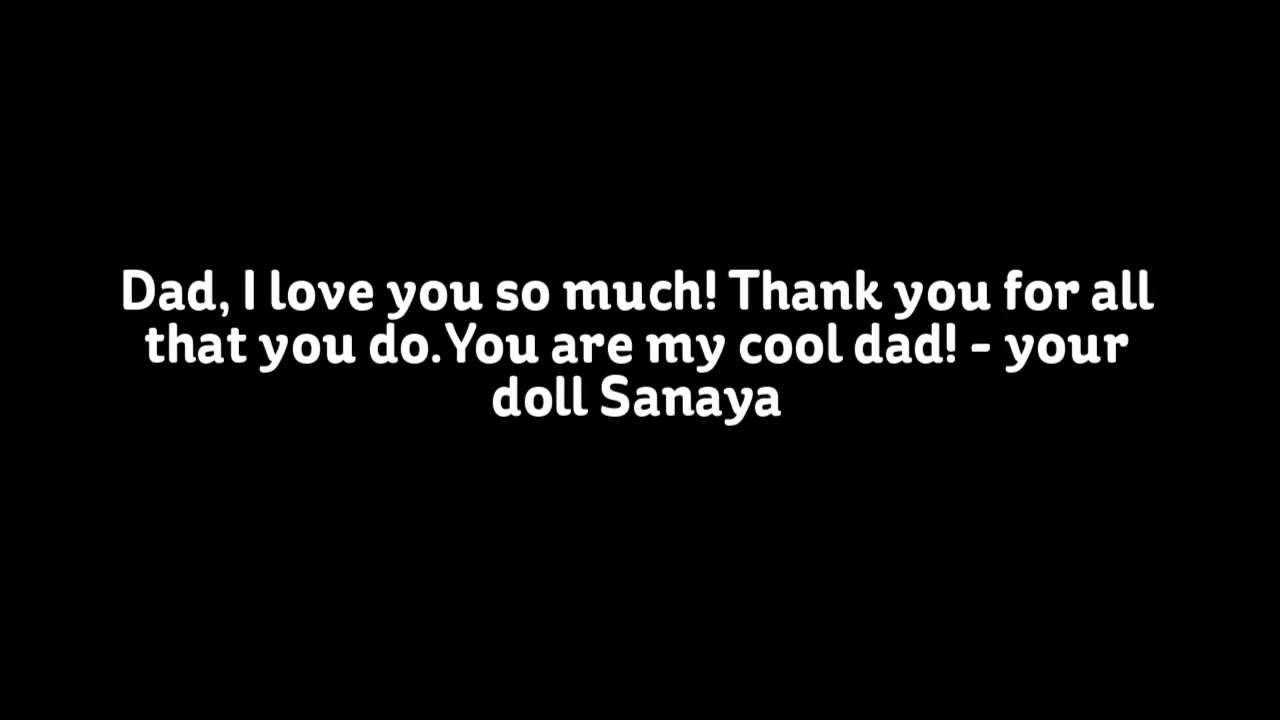 Dad, I love you so much! Thank you for all
that you do.You are my cool dad! - your
doll Sanaya